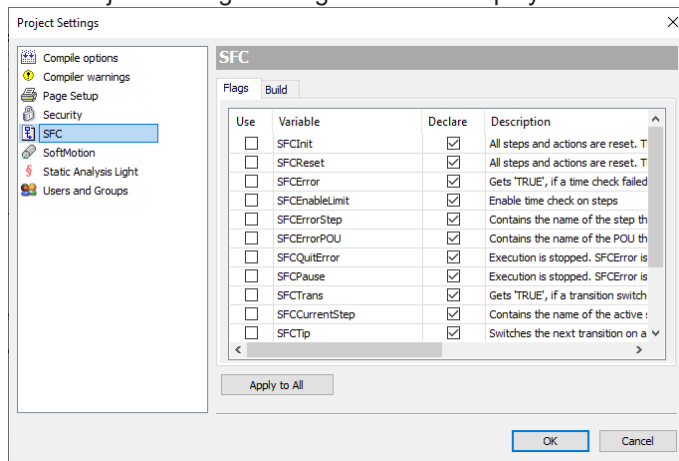 Project Settings
Compile options
Compiler warnings
Page Setup
Security
SFC
SoftMotion
Static Analysis Light
Users and Groups
SFC
Flags Build
Use Variable Declare Description
SFCInit All steps and actions are reset. T
SFCReset All steps and actions are reset. T
SFCError Gets 'TRUE', if a time check failed
SFCEnableLimit Enable time check on steps
SFCErrorStep Contains the name of the step th
SFCErrorPOU Contains the name of the POU th
SFCQuitError Execution is stopped. SFCError is
SFCPause Execution is stopped. SFCError is
SFCTrans Gets 'TRUE', if a transition switch
SFCCurrentStep Contains the name of the active
SFCTip Switches the next transition on a
Apply to All
OK Cancel